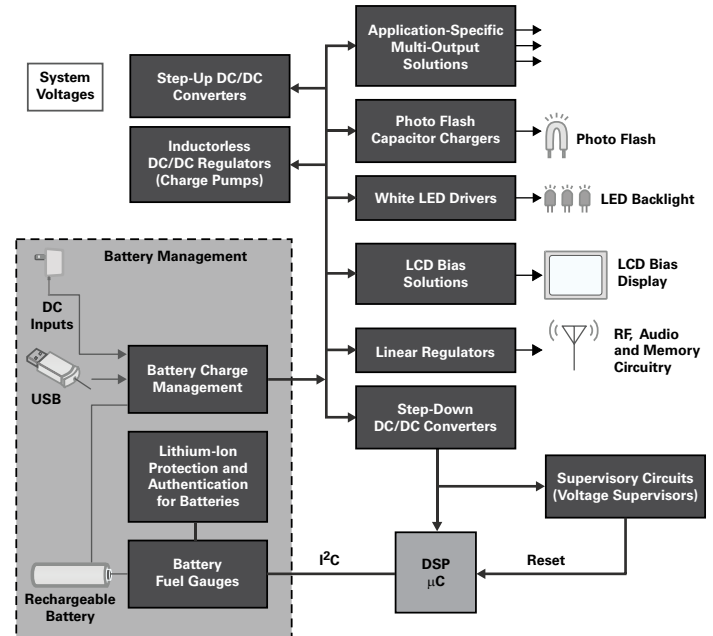 System
Voltages
Step-Up DC/DC
Converters
Inductorless
DC/DC Regulators
(Charge Pumps)
Application-Specific
Multi-Output
Solutions
Photo Flash
Capacitor Chargers
Photo Flash
White LED Drivers
LED Backlight
LCD Bias
Solutions
LCD Bias
Display
Linear Regulators
RF, Audio
and Memory
Circuitry
Step-Down
DC/DC Converters
Battery Management
DC
Inputs
USB
Battery Charge
Management
Lithium-Ion
Protection and
Authentication
for Batteries
Battery
Fuel Gauges
Rechargeable
Battery
I²C
DSP
µC
Reset
Supervisory Circuits
(Voltage Supervisors)